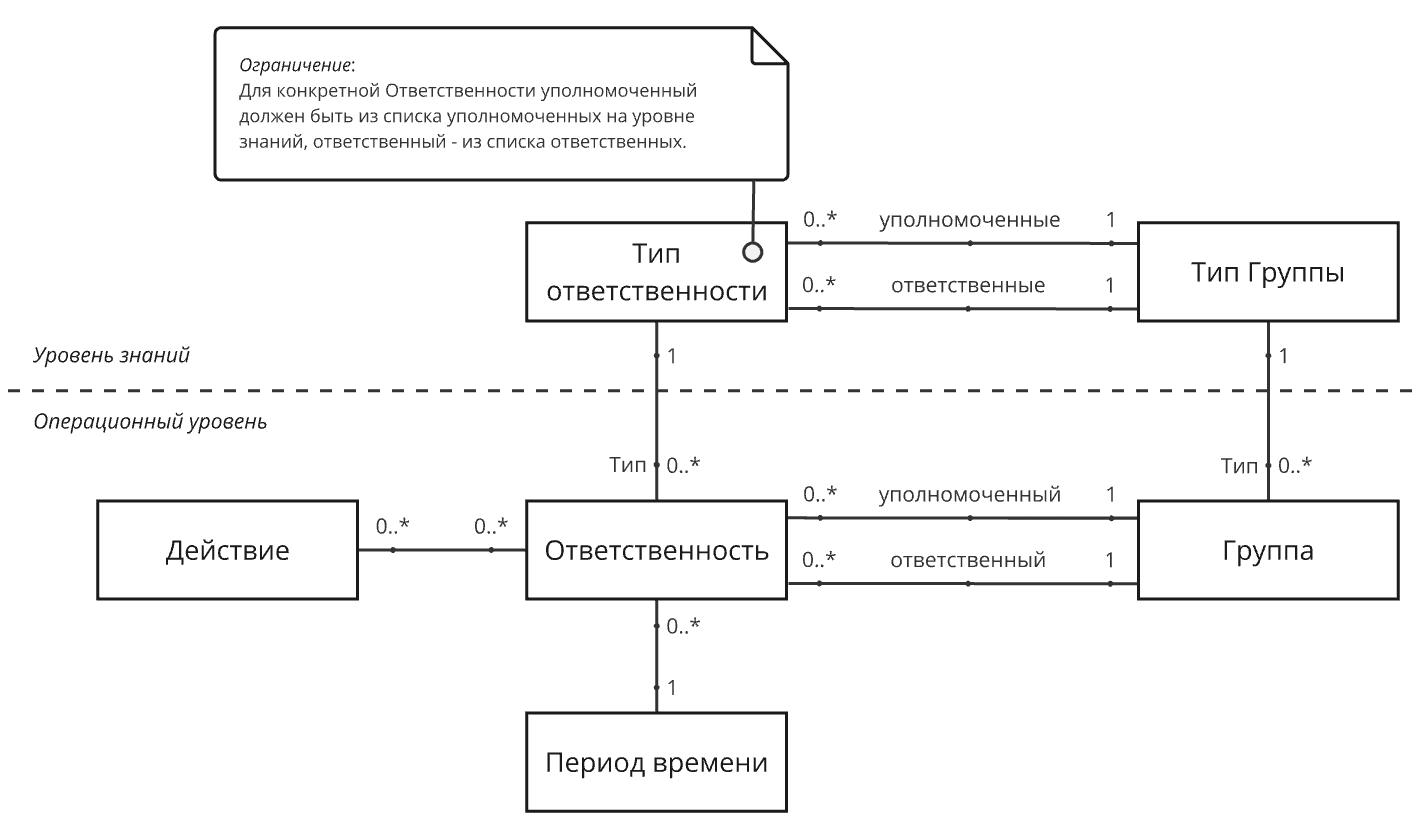 Ограничение:
Для конкретной Ответственности уполномоченный
должен быть из списка уполномоченных на уровне
знаний, ответственный - из списка ответственных.
0..* уполномоченные 1
Тип
ответственности
Тип Группы
0..* ответственные 1
Уровень знаний
1
1
Операционный уровень
Тип 0..*
Тип 0..*
0..* уполномоченный 1
0..* 0..*
Действие
Ответственность
Группа
0..* ответственный 1
0..*
1
Период времени